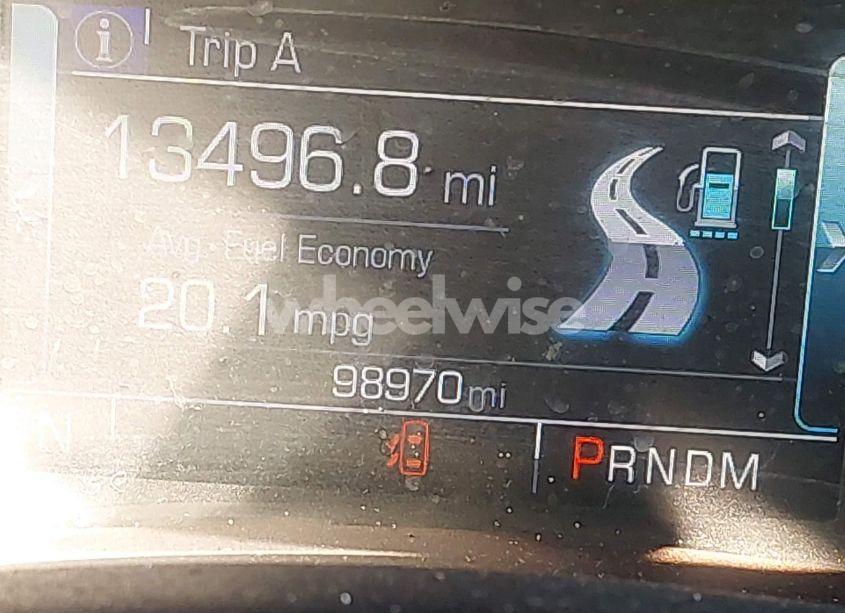 Trip A
13496.8 mi
Avg. Fuel Economy
20.1 mpg
wheelwise
98970 mi
N
PRNDM